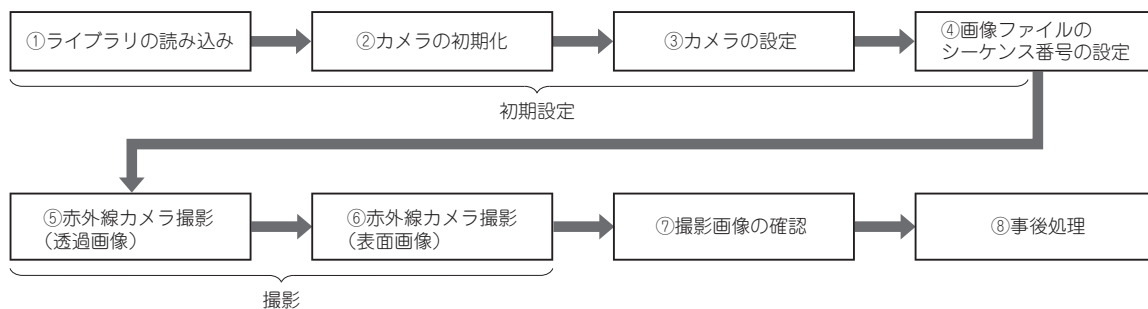 ①ライブラリの読み込み
②カメラの初期化
③カメラの設定
④画像ファイルの
シーケンス番号の設定
初期設定
⑤赤外線カメラ撮影
（透過画像）
⑥赤外線カメラ撮影
（表面画像）
⑦撮影画像の確認
⑧事後処理
撮影